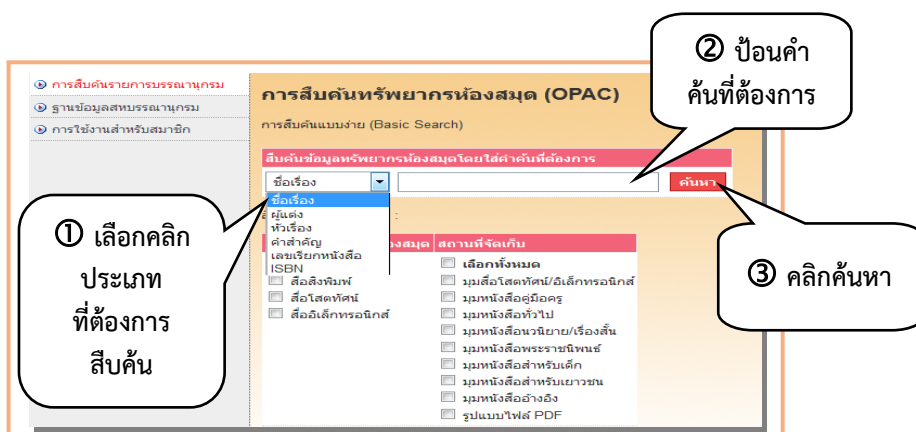 ② ป้อนคำ
ค้นที่ต้องการ
การสืบค้นรายการบรรณานุกรม
ฐานข้อมูลสหบรรณานุกรม
การใช้งานสำหรับสมาชิก
การสืบค้นทรัพยากรห้องสมุด (OPAC)
การสืบค้นแบบง่าย (Basic Search)
สืบค้นข้อมูลทรัพยากรห้องสมุดโดยใส่คำค้นที่ต้องการ
ชื่อเรื่อง
ค้นหา
ชื่อเรื่อง
ผู้แต่ง
หัวเรื่อง
คำสำคัญ
เลขเรียกหนังสือ
ISBN
① เลือกคลิก
ประเภท
ที่ต้องการ
สืบค้น
สื่อสิ่งพิมพ์
สื่อโสตทัศน์
สื่ออิเล็กทรอนิกส์
สถานที่จัดเก็บ
เลือกทั้งหมด
มุมสื่อโสตทัศน์/อิเล็กทรอนิกส์
มุมหนังสือคู่มือครู
มุมหนังสือทั่วไป
มุมหนังสือนวนิยาย/เรื่องสั้น
มุมหนังสือพระราชนิพนธ์
มุมหนังสือสำหรับเด็ก
มุมหนังสือสำหรับเยาวชน
มุมหนังสืออ้างอิง
รูปแบบไฟล์ PDF
③ คลิกค้นหา